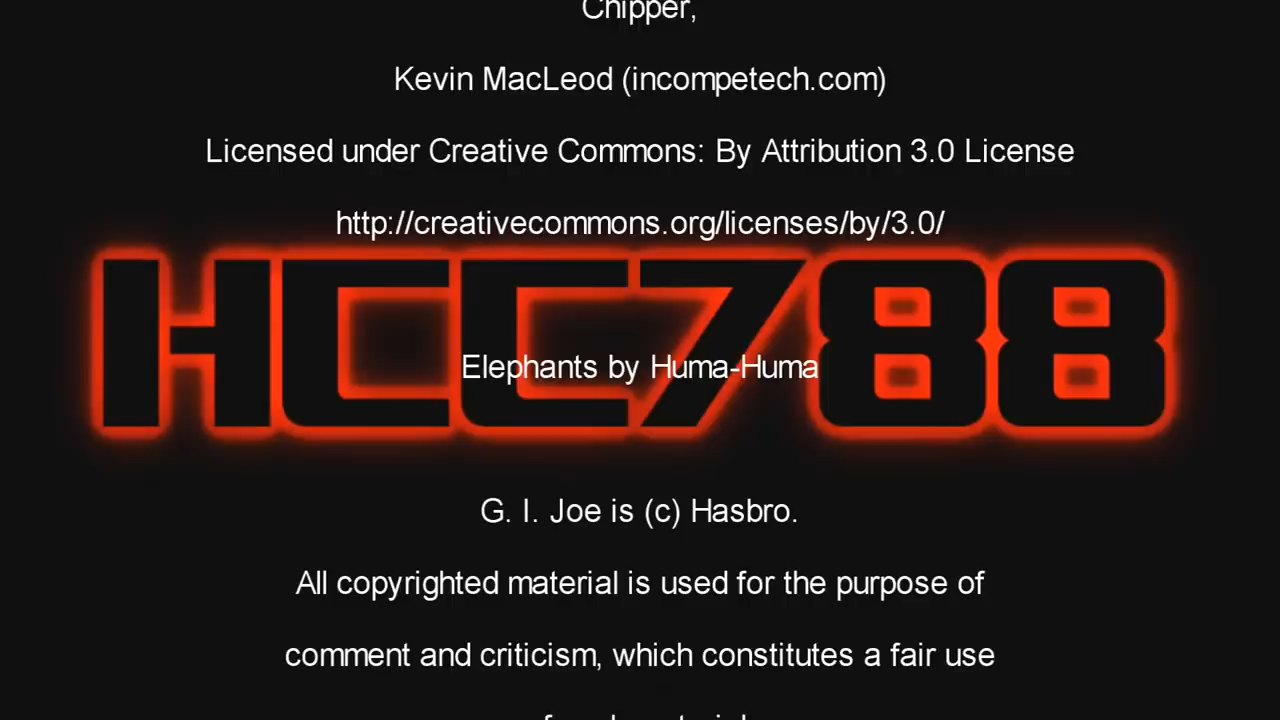 Chipper,
Kevin MacLeod (incompetech.com)
Licensed under Creative Commons: By Attribution 3.0 License
http://creativecommons.org/licenses/by/3.0/
HCC788
Elephants by Huma-Huma
G. I. Joe is (c) Hasbro.
All copyrighted material is used for the purpose of
comment and criticism, which constitutes a fair use